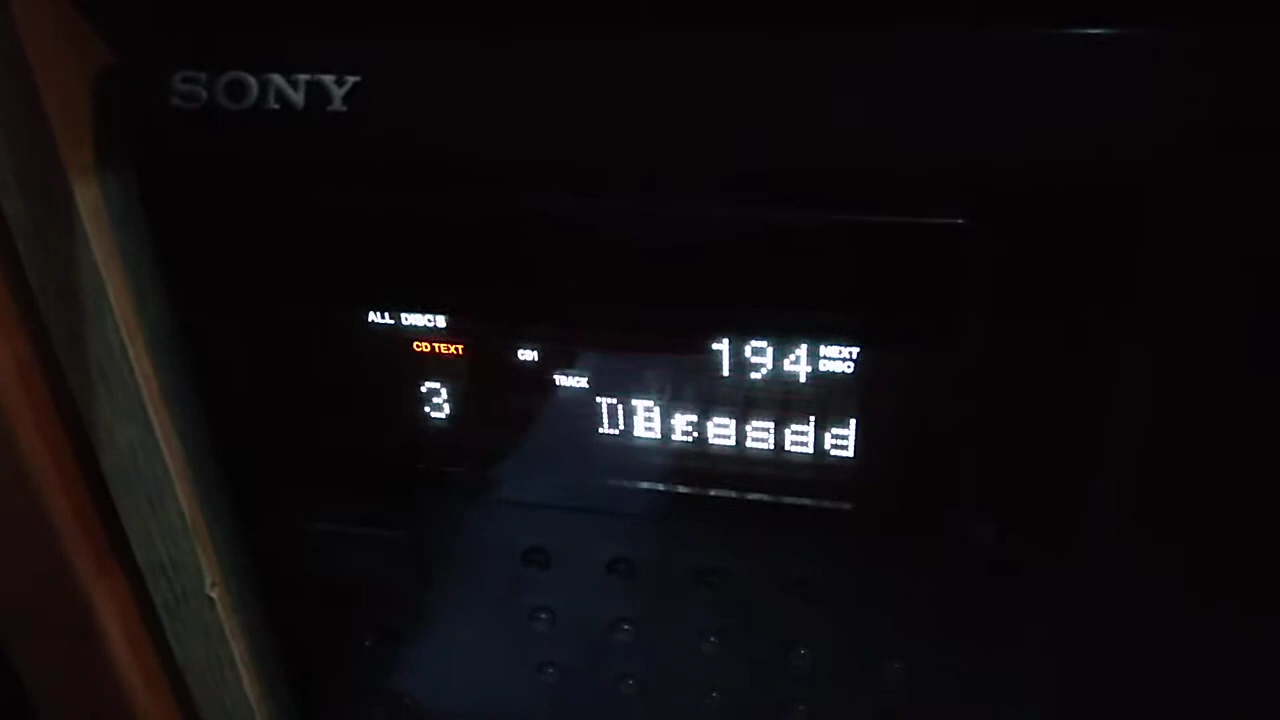 SONY
ALL DISCS
CD TEXT
CD1
194
NEXT
DISC
TRACK
3